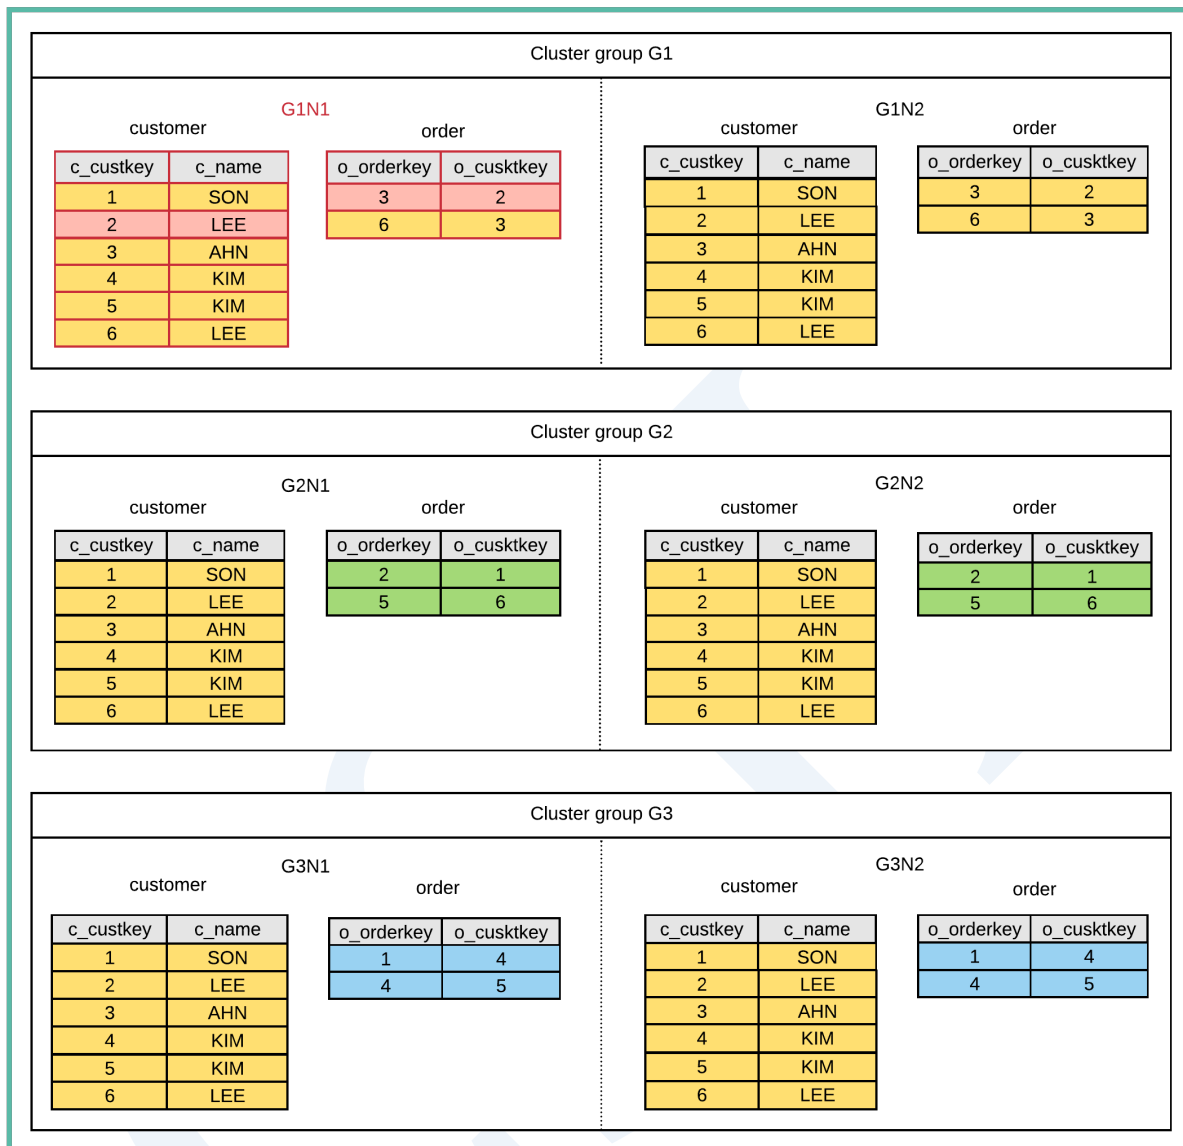 Cluster group G1
G1N1
customer
order
c_custkey c_name
1 SON
2 LEE
3 AHN
4 KIM
5 KIM
6 LEE
o_orderkey o_cusktkey
3 2
6 3
G1N2
customer
order
c_custkey c_name
1 SON
2 LEE
3 AHN
4 KIM
5 KIM
6 LEE
o_orderkey o_cusktkey
3 2
6 3
Cluster group G2
G2N1
customer
order
c_custkey c_name
1 SON
2 LEE
3 AHN
4 KIM
5 KIM
6 LEE
o_orderkey o_cusktkey
2 1
5 6
G2N2
customer
order
c_custkey c_name
1 SON
2 LEE
3 AHN
4 KIM
5 KIM
6 LEE
o_orderkey o_cusktkey
2 1
5 6
Cluster group G3
G3N1
customer
order
c_custkey c_name
1 SON
2 LEE
3 AHN
4 KIM
5 KIM
6 LEE
o_orderkey o_cusktkey
1 4
4 5
G3N2
customer
order
c_custkey c_name
1 SON
2 LEE
3 AHN
4 KIM
5 KIM
6 LEE
o_orderkey o_cusktkey
1 4
4 5